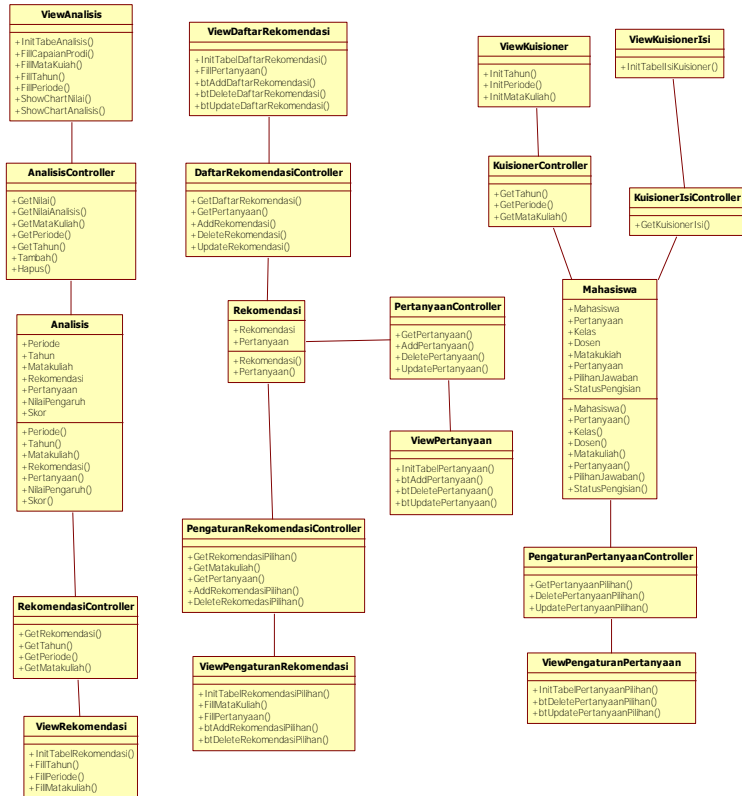 ViewAnalisis
+InitTabeAnalisis()
+FillCapaianProdi()
+FillMataKuiah()
+FillTahun()
+FillPeriode()
+ShowChartNilai()
+ShowChartAnalisis()
AnalisisController
+GetNilai()
+GetNilaiAnalisis()
+GetMataKuliah()
+GetPeriode()
+GetTahun()
+Tambah()
+Hapus()
Analisis
+Periode
+Tahun
+Matakuliah
+Rekomendasi
+Pertanyaan
+NilaiPengaruh
+Skor
+Periode()
+Tahun()
+Matakuliah()
+Rekomendasi()
+Pertanyaan()
+NilaiPengaruh()
+Skor()
RekomendasiController
+GetRekomendasi()
+GetTahun()
+GetPeriode()
+GetMatakuliah()
ViewRekomendasi
+InitTabelRekomendasi()
+FillTahun()
+FillPeriode()
+FillMatakuliah()
ViewDaftarRekomendasi
+InitTabelDaftarRekomendasi()
+FillPertanyaan()
+btAddDaftarRekomendasi()
+btDeleteDaftarRekomendasi()
+btUpdateDaftarRekomendasi()
DaftarRekomendasiController
+GetDaftarRekomendasi()
+GetPertanyaan()
+AddRekomendasi()
+DeleteRekomendasi()
+UpdateRekomendasi()
Rekomendasi
+Rekomendasi
+Pertanyaan
+Rekomendasi()
+Pertanyaan()
PertanyaanController
+GetPertanyaan()
+AddPertanyaan()
+DeletePertanyaan()
+UpdatePertanyaan()
ViewPertanyaan
+InitTabelPertanyaan()
+btAddPertanyaan()
+btDeletePertanyaan()
+btUpdatePertanyaan()
PengaturanRekomendasiController
+GetRekomendasiPilihan()
+GetMatakuliah()
+GetPertanyaan()
+AddRekomendasiPilihan()
+DeleteRekomedasiPilihan()
ViewPengaturanRekomendasi
+InitTabelRekomendasiPilihan()
+FillMataKuliah()
+FillPertanyaan()
+btAddRekomendasiPilihan()
+btDeleteRekomendasiPilihan()
ViewKuisioner
+InitTahun()
+InitPeriode()
+InitMataKuliah()
ViewKuisionerIsi
+InitTabelIsiKuisioner()
KuisionerController
+GetTahun()
+GetPeriode()
+GetMataKuliah()
KuisionerIsiController
+GetKuisionerIsi()
Mahasiswa
+Mahasiswa
+Pertanyaan
+Kelas
+Dosen
+Matakukiah
+Pertanyaan
+PilihanJawaban
+StatusPengisian
+Mahasiswa()
+Pertanyaan()
+Kelas()
+Dosen()
+Matakuliah()
+Pertanyaan()
+PilihanJawaban()
+StatusPengisian()
PengaturanPertanyaanController
+GetPertanyaanPilihan()
+DeletePertanyaanPilihan()
+UpdatePertanyaanPilihan()
ViewPengaturanPertanyaan
+InitTabelPertanyaanPilihan()
+btDeletePertanyaanPilihan()
+btUpdatePertanyaanPilihan()